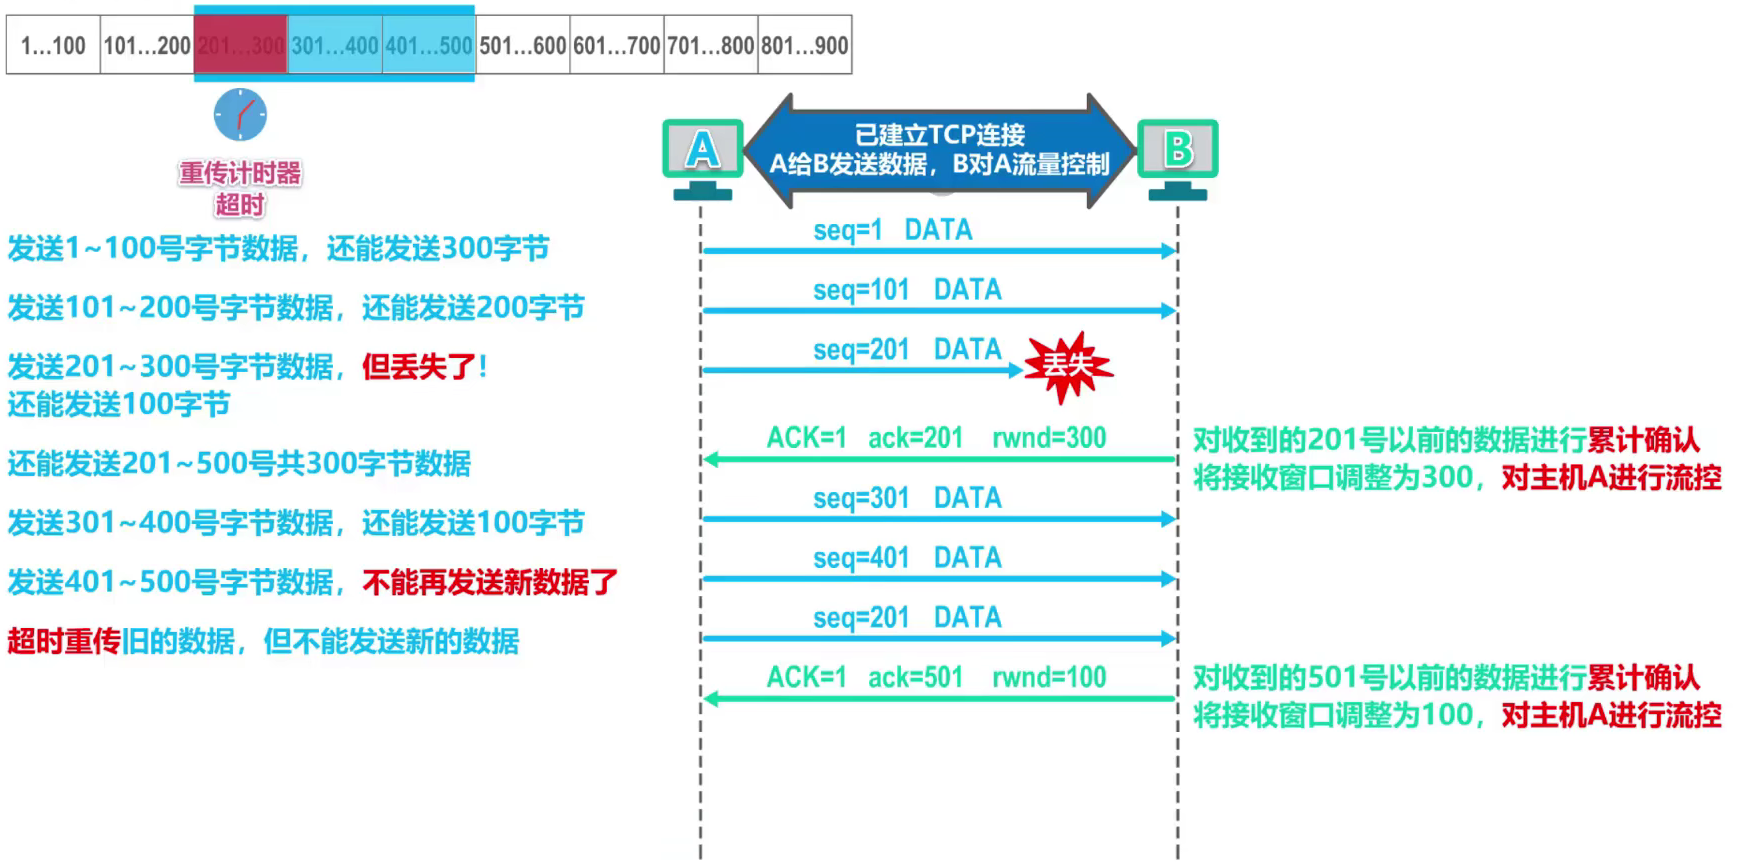 1...100 101...200 201...300 301...400 401...500 501...600 601...700 701...800 801...900
重传计时器
超时
A
已建立TCP连接
A给B发送数据，B对A流量控制
B
发送1~100号字节数据，还能发送300字节
seq=1 DATA
发送101~200号字节数据，还能发送200字节
seq=101 DATA
发送201~300号字节数据，但丢失了！
还能发送100字节
seq=201 DATA
丢失
还能发送201~500号共300字节数据
ACK=1 ack=201 rwnd=300
对收到的201号以前的数据进行累计确认
将接收窗口调整为300，对主机A进行流控
发送301~400号字节数据，还能发送100字节
seq=301 DATA
发送401~500号字节数据，不能再发送新数据了
seq=401 DATA
超时重传旧的数据，但不能发送新的数据
seq=201 DATA
ACK=1 ack=501 rwnd=100
对收到的501号以前的数据进行累计确认
将接收窗口调整为100，对主机A进行流控